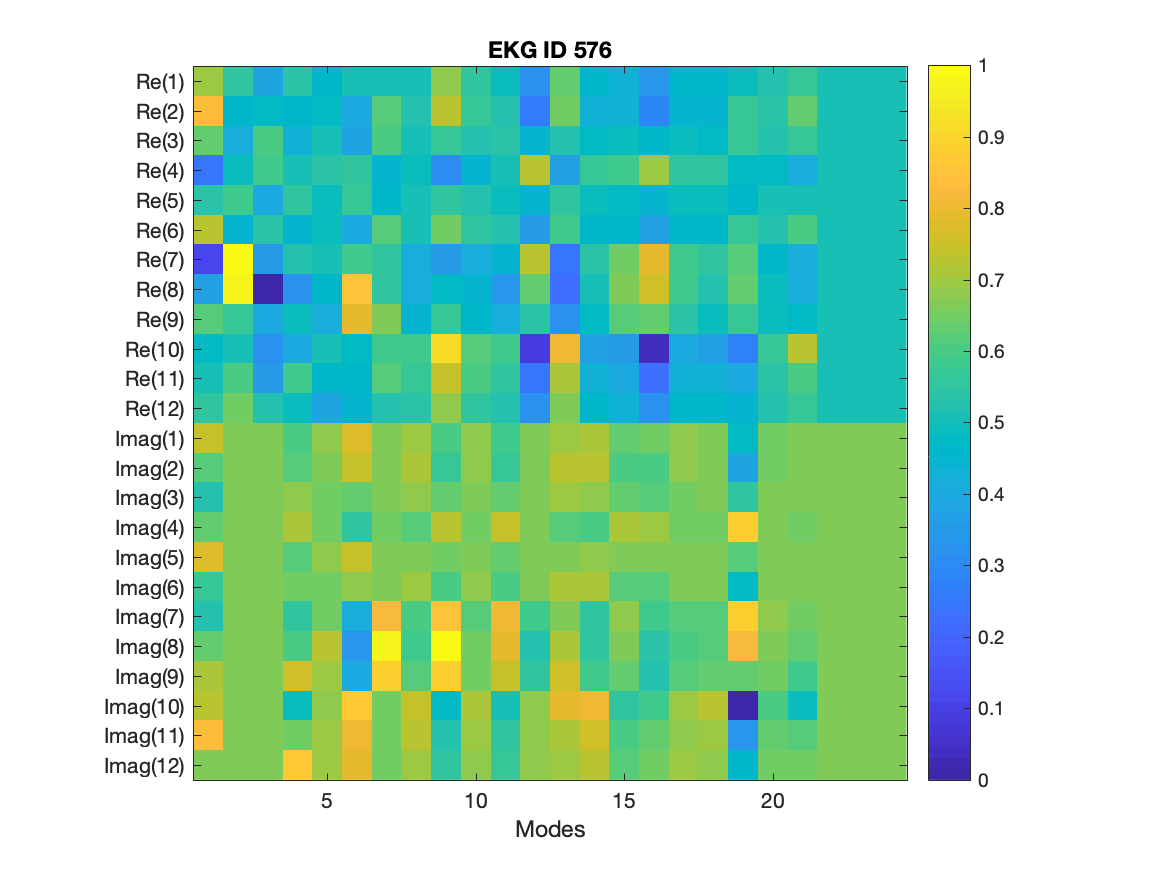 EKG ID 576
Re(1)
Re(2)
Re(3)
Re(4)
Re(5)
Re(6)
Re(7)
Re(8)
Re(9)
Re(10)
Re(11)
Re(12)
Imag(1)
Imag(2)
Imag(3)
Imag(4)
Imag(5)
Imag(6)
Imag(7)
Imag(8)
Imag(9)
Imag(10)
Imag(11)
Imag(12)
5 10 15 20
Modes
1
0.9
0.8
0.7
0.6
0.5
0.4
0.3
0.2
0.1
0